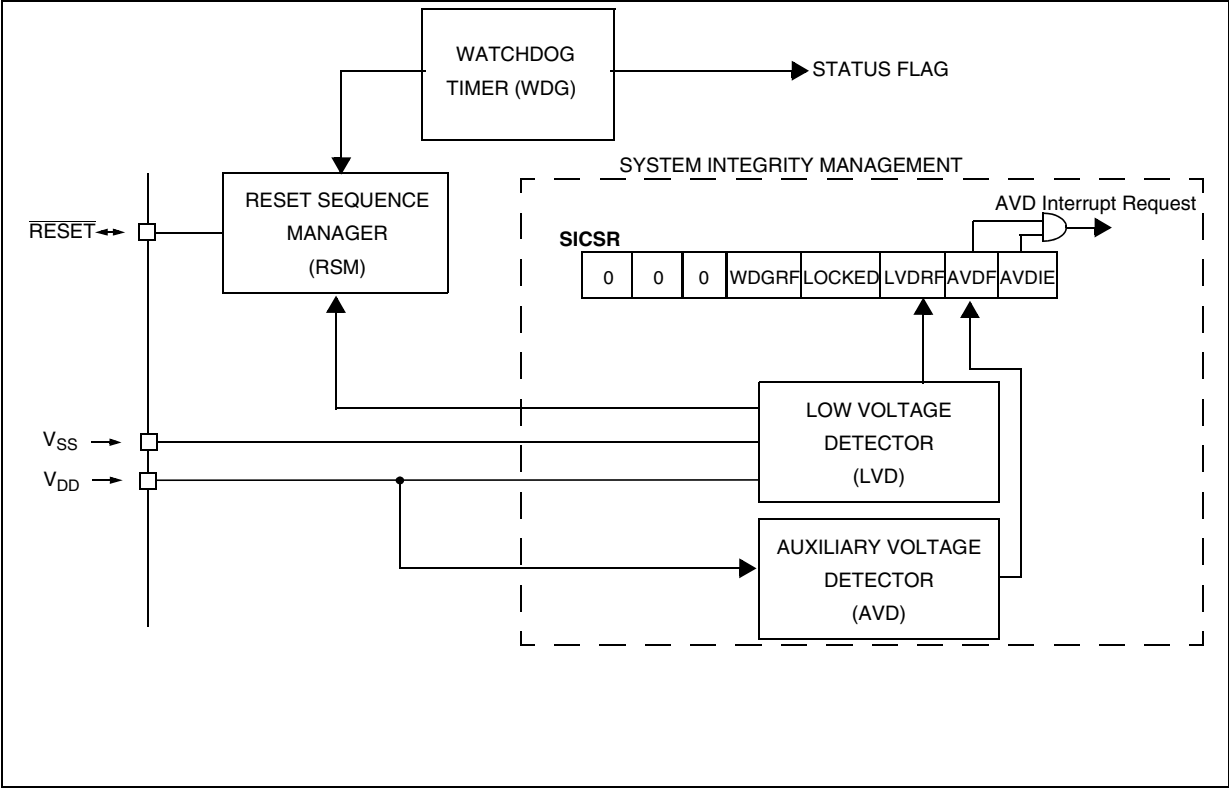 WATCHDOG
TIMER (WDG)
STATUS FLAG
SYSTEM INTEGRITY MANAGEMENT
RESET SEQUENCE
MANAGER
(RSM)
RESET
AVD Interrupt Request
SICSR
0 0 0 WDGRF LOCKED LVDRF AVDF AVDIE
LOW VOLTAGE
DETECTOR
(LVD)
VSS
VDD
AUXILIARY VOLTAGE
DETECTOR
(AVD)